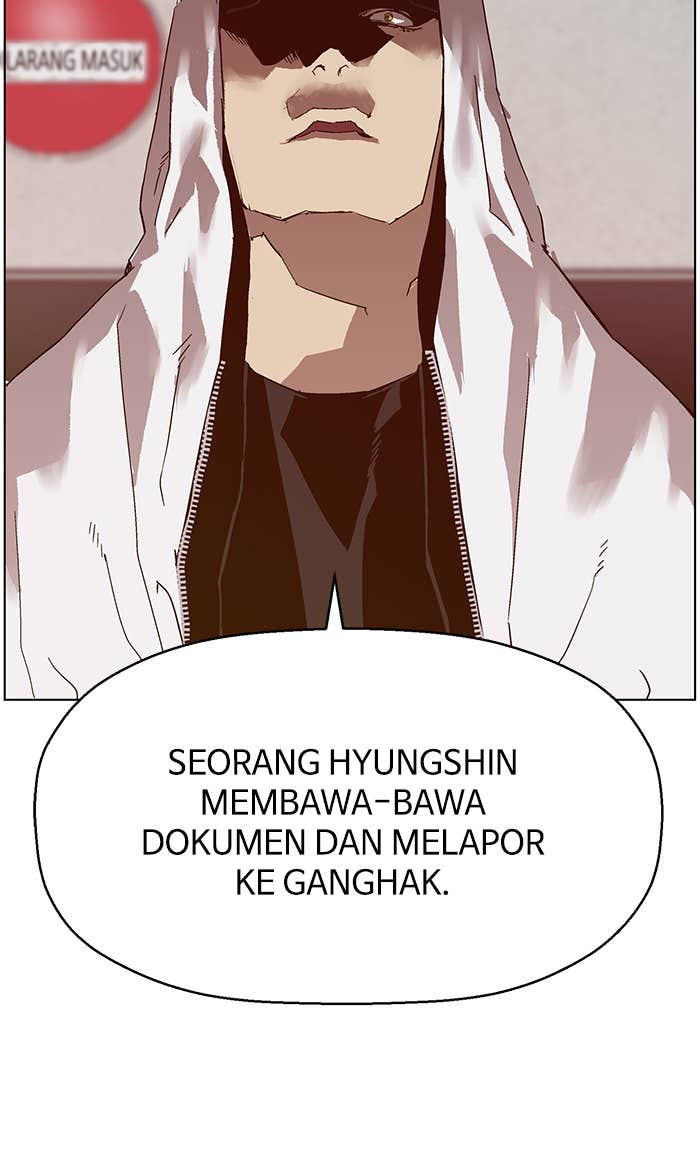 LARANG MASUK
SEORANG HYUNGSHIN
MEMBAWA-BAWA
DOKUMEN DAN MELAPOR
KE GANGHAK.